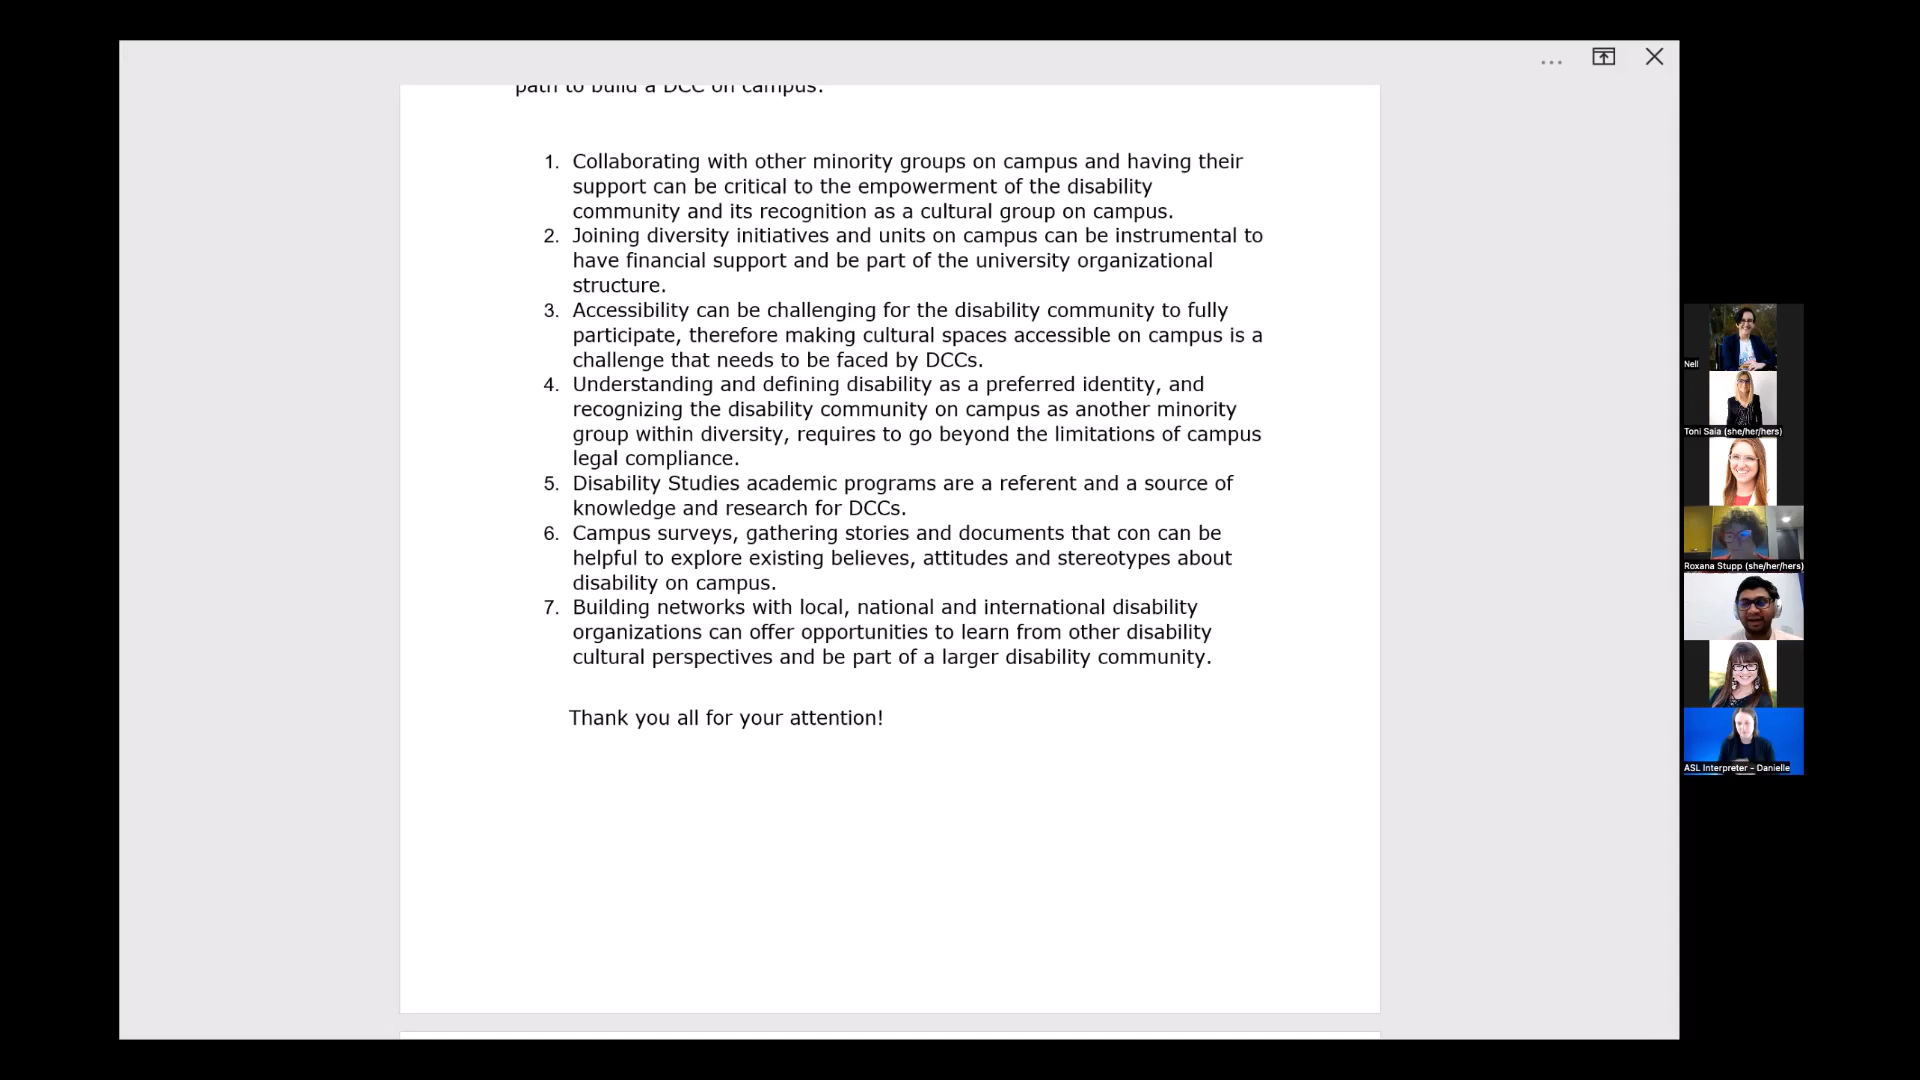 path to build a DCC on campus:
1. Collaborating with other minority groups on campus and having their
support can be critical to the empowerment of the disability
community and its recognition as a cultural group on campus.
2. Joining diversity initiatives and units on campus can be instrumental to
have financial support and be part of the university organizational
structure.
3. Accessibility can be challenging for the disability community to fully
participate, therefore making cultural spaces accessible on campus is a
challenge that needs to be faced by DCCs.
4. Understanding and defining disability as a preferred identity, and
recognizing the disability community on campus as another minority
group within diversity, requires to go beyond the limitations of campus
legal compliance.
5. Disability Studies academic programs are a referent and a source of
knowledge and research for DCCs.
6. Campus surveys, gathering stories and documents that con can be
helpful to explore existing believes, attitudes and stereotypes about
disability on campus.
7. Building networks with local, national and international disability
organizations can offer opportunities to learn from other disability
cultural perspectives and be part of a larger disability community.
Thank you all for your attention!
Nell
Toni Saia (she/her/hers)
Roxana Stupp (she/her/hers)
ASL Interpreter - Danielle